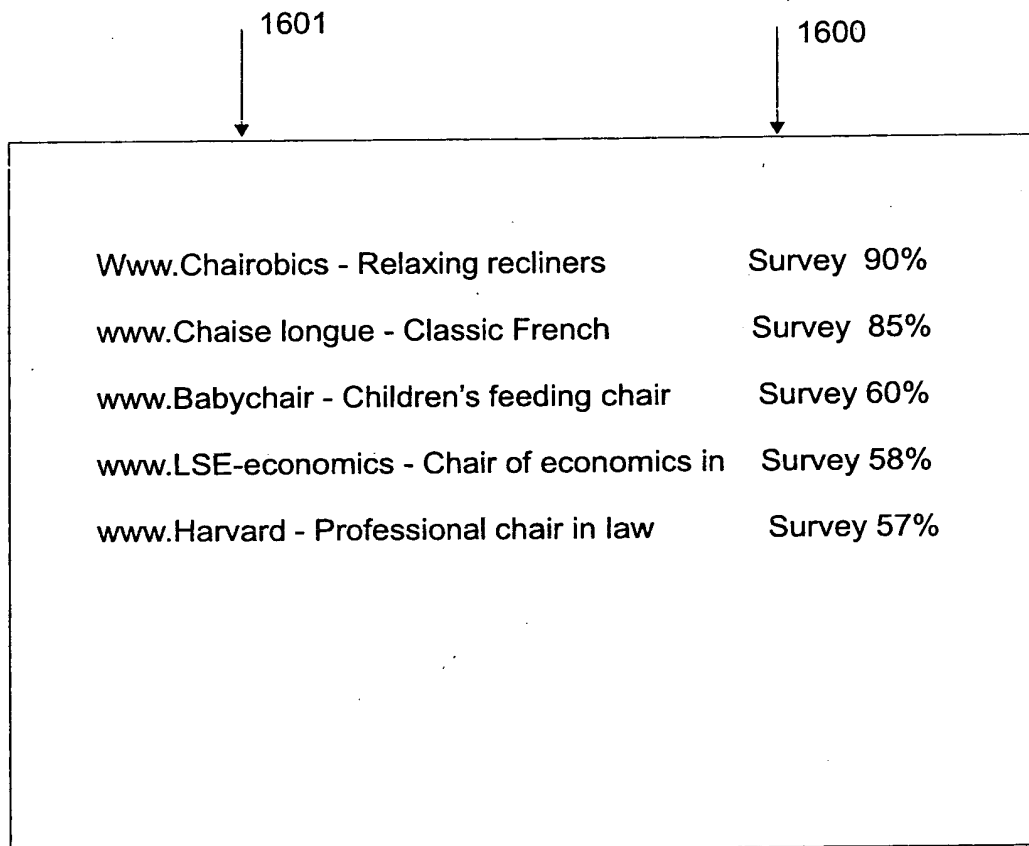 1601
1600
Www.Chairobics - Relaxing recliners Survey 90%
www.Chaise longue - Classic French Survey 85%
www.Babychair - Children's feeding chair Survey 60%
www.LSE-economics - Chair of economics in Survey 58%
www.Harvard - Professional chair in law Survey 57%